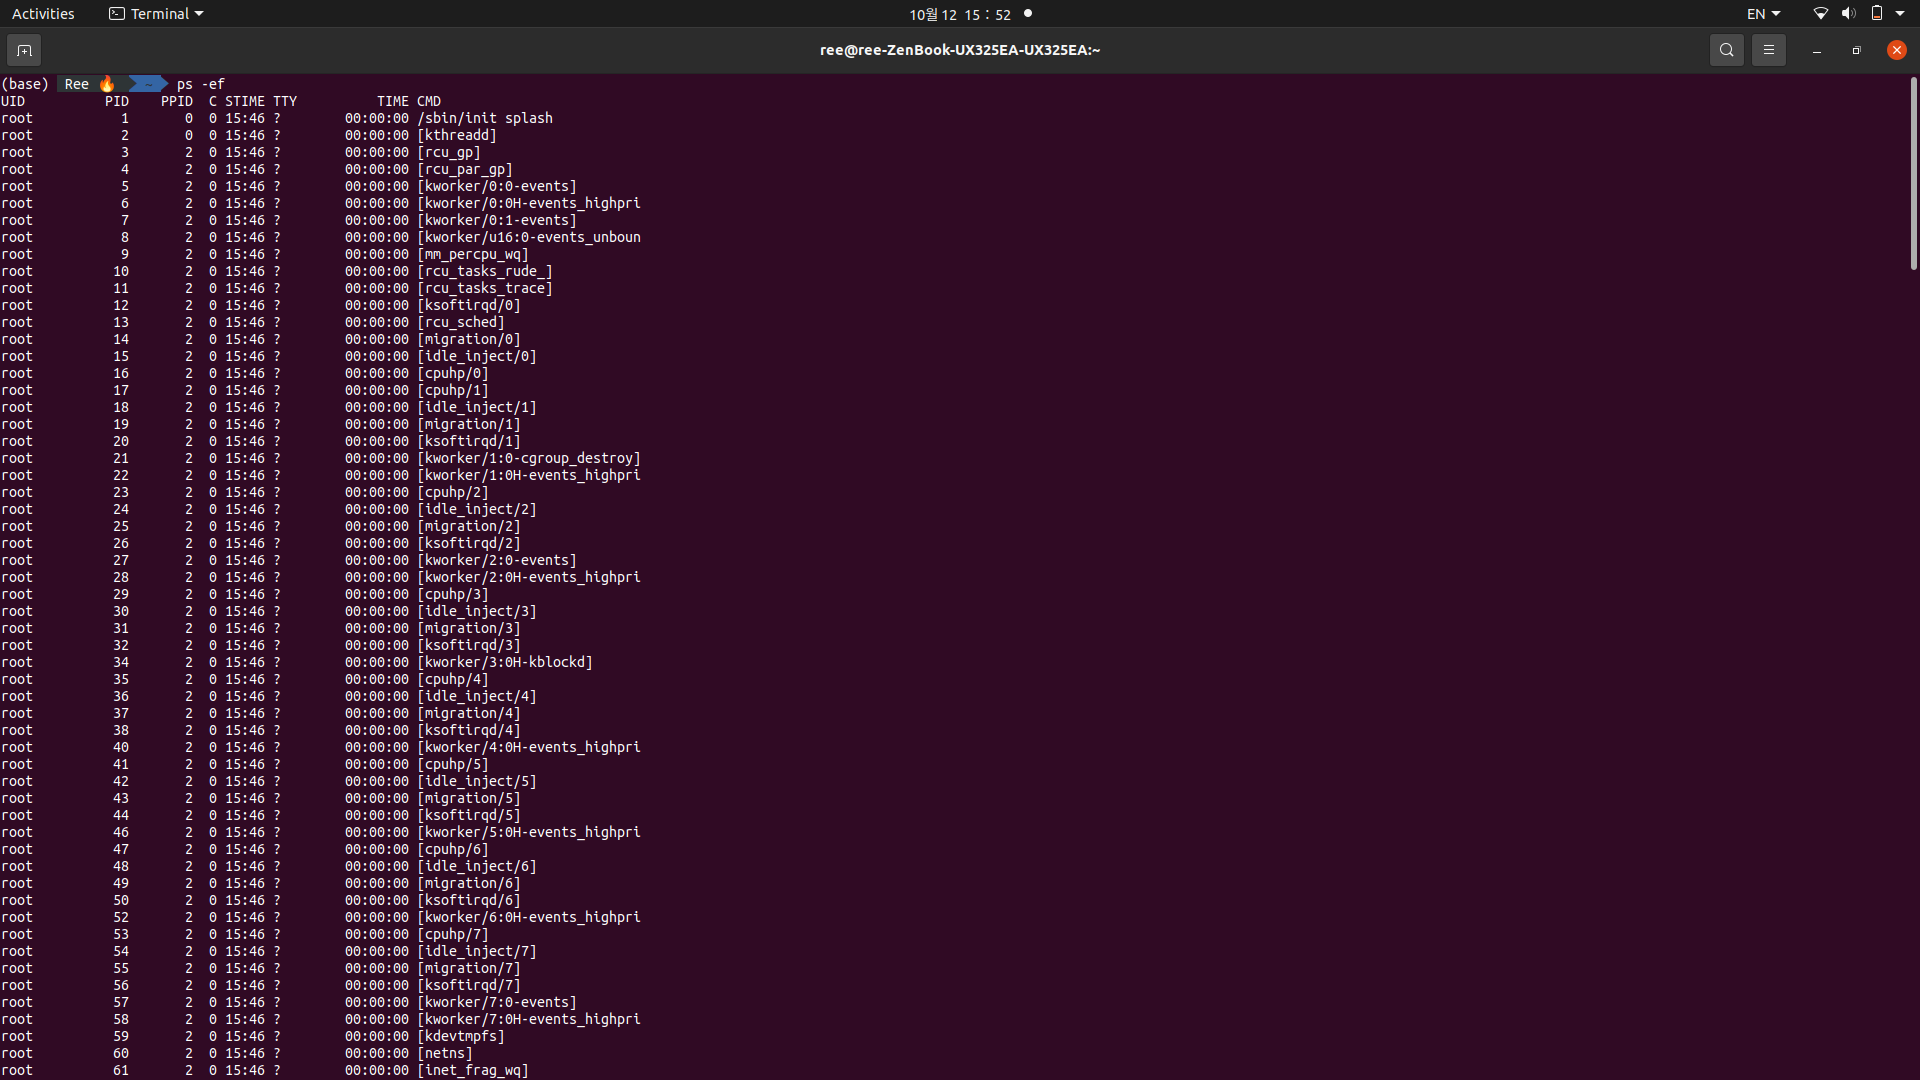 Activities Terminal 10월 12 15 : 52 EN
ree@ree-ZenBook-UX325EA-UX325EA:~
(base) Ree 🔥 ~ ps -ef
UID PID PPID C STIME TTY TIME CMD
root 1 0 0 15:46 ? 00:00:00 /sbin/init splash
root 2 0 0 15:46 ? 00:00:00 [kthreadd]
root 3 2 0 15:46 ? 00:00:00 [rcu_gp]
root 4 2 0 15:46 ? 00:00:00 [rcu_par_gp]
root 5 2 0 15:46 ? 00:00:00 [kworker/0:0-events]
root 6 2 0 15:46 ? 00:00:00 [kworker/0:0H-events_highpri
root 7 2 0 15:46 ? 00:00:00 [kworker/0:1-events]
root 8 2 0 15:46 ? 00:00:00 [kworker/u16:0-events_unboun
root 9 2 0 15:46 ? 00:00:00 [mm_percpu_wq]
root 10 2 0 15:46 ? 00:00:00 [rcu_tasks_rude_]
root 11 2 0 15:46 ? 00:00:00 [rcu_tasks_trace]
root 12 2 0 15:46 ? 00:00:00 [ksoftirqd/0]
root 13 2 0 15:46 ? 00:00:00 [rcu_sched]
root 14 2 0 15:46 ? 00:00:00 [migration/0]
root 15 2 0 15:46 ? 00:00:00 [idle_inject/0]
root 16 2 0 15:46 ? 00:00:00 [cpuhp/0]
root 17 2 0 15:46 ? 00:00:00 [cpuhp/1]
root 18 2 0 15:46 ? 00:00:00 [idle_inject/1]
root 19 2 0 15:46 ? 00:00:00 [migration/1]
root 20 2 0 15:46 ? 00:00:00 [ksoftirqd/1]
root 21 2 0 15:46 ? 00:00:00 [kworker/1:0-cgroup_destroy]
root 22 2 0 15:46 ? 00:00:00 [kworker/1:0H-events_highpri
root 23 2 0 15:46 ? 00:00:00 [cpuhp/2]
root 24 2 0 15:46 ? 00:00:00 [idle_inject/2]
root 25 2 0 15:46 ? 00:00:00 [migration/2]
root 26 2 0 15:46 ? 00:00:00 [ksoftirqd/2]
root 27 2 0 15:46 ? 00:00:00 [kworker/2:0-events]
root 28 2 0 15:46 ? 00:00:00 [kworker/2:0H-events_highpri
root 29 2 0 15:46 ? 00:00:00 [cpuhp/3]
root 30 2 0 15:46 ? 00:00:00 [idle_inject/3]
root 31 2 0 15:46 ? 00:00:00 [migration/3]
root 32 2 0 15:46 ? 00:00:00 [ksoftirqd/3]
root 34 2 0 15:46 ? 00:00:00 [kworker/3:0H-kblockd]
root 35 2 0 15:46 ? 00:00:00 [cpuhp/4]
root 36 2 0 15:46 ? 00:00:00 [idle_inject/4]
root 37 2 0 15:46 ? 00:00:00 [migration/4]
root 38 2 0 15:46 ? 00:00:00 [ksoftirqd/4]
root 40 2 0 15:46 ? 00:00:00 [kworker/4:0H-events_highpri
root 41 2 0 15:46 ? 00:00:00 [cpuhp/5]
root 42 2 0 15:46 ? 00:00:00 [idle_inject/5]
root 43 2 0 15:46 ? 00:00:00 [migration/5]
root 44 2 0 15:46 ? 00:00:00 [ksoftirqd/5]
root 46 2 0 15:46 ? 00:00:00 [kworker/5:0H-events_highpri
root 47 2 0 15:46 ? 00:00:00 [cpuhp/6]
root 48 2 0 15:46 ? 00:00:00 [idle_inject/6]
root 49 2 0 15:46 ? 00:00:00 [migration/6]
root 50 2 0 15:46 ? 00:00:00 [ksoftirqd/6]
root 52 2 0 15:46 ? 00:00:00 [kworker/6:0H-events_highpri
root 53 2 0 15:46 ? 00:00:00 [cpuhp/7]
root 54 2 0 15:46 ? 00:00:00 [idle_inject/7]
root 55 2 0 15:46 ? 00:00:00 [migration/7]
root 56 2 0 15:46 ? 00:00:00 [ksoftirqd/7]
root 57 2 0 15:46 ? 00:00:00 [kworker/7:0-events]
root 58 2 0 15:46 ? 00:00:00 [kworker/7:0H-events_highpri
root 59 2 0 15:46 ? 00:00:00 [kdevtmpfs]
root 60 2 0 15:46 ? 00:00:00 [netns]
root 61 2 0 15:46 ? 00:00:00 [inet_frag_wq]